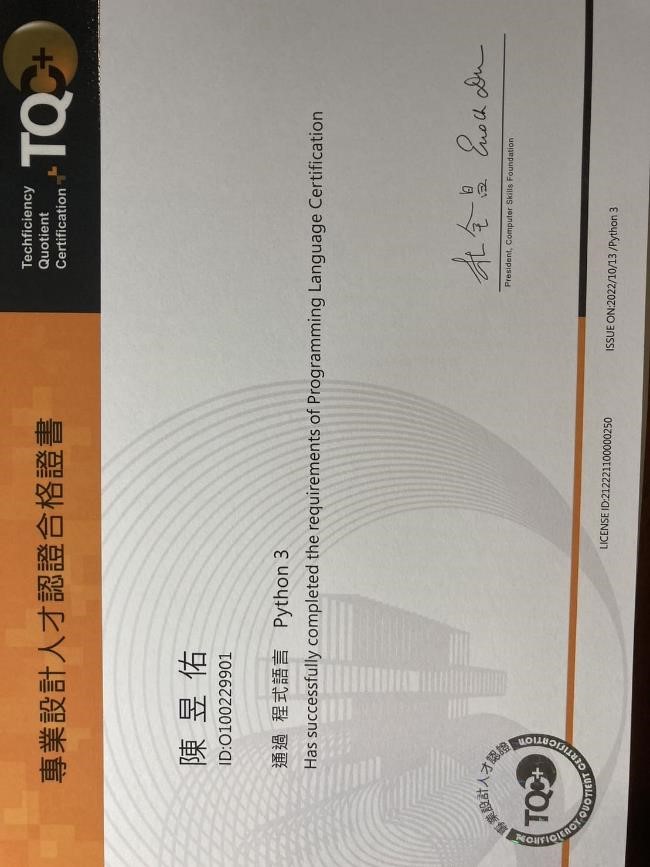 專業設計人才認證合格證書
Techficiency
Quotient
Certification
TQC+
陳昱佑
ID:O100229901
通過 程式語言 Python 3
Has successfully completed the requirements of Programming Language Certification
杜全昌 Enoch Du
President, Computer Skills Foundation
專業設計人才認證
TQC+
TECHFICIENCY QUOTIENT CERTIFICATION
LICENSE ID:212221100000250
ISSUE ON:2022/10/13 /Python 3